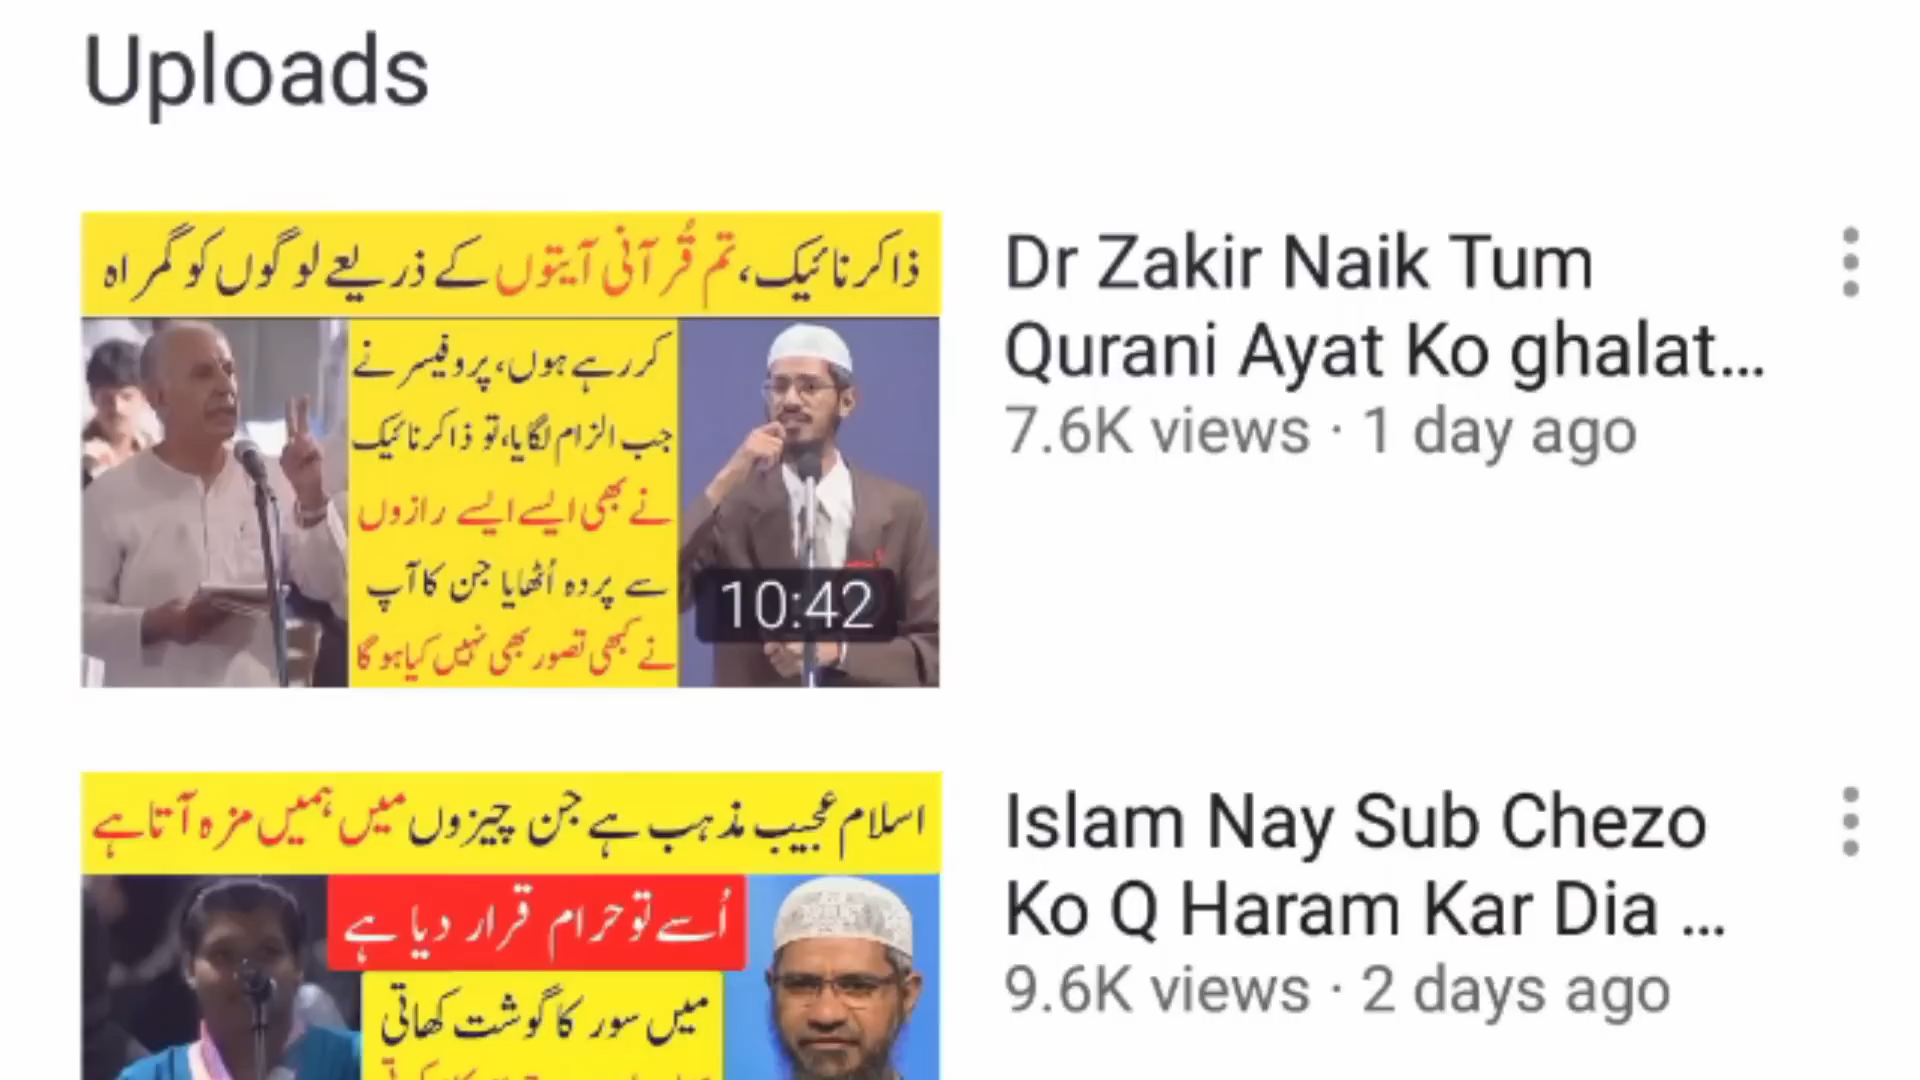 Uploads
ذاکر نائیک، تم قُرآنی آیتوں کے ذریعے لوگوں کو گمراہ
کررہے ہوں، پروفیسر نے
جب الزام لگایا، تو ذاکر نائیک
نے بھی ایسے ایسے رازوں
سے پردہ اُٹھایا جن کا آپ
نے کبھی تصور بھی نہیں کیا ہو گا
10:42
Dr Zakir Naik Tum
Qurani Ayat Ko ghalat...
7.6K views · 1 day ago
اسلام عجیب مذہب ہے جن چیزوں میں ہمیں مزہ آتا ہے
اُسے تو حرام قرار دیا ہے
میں سور کا گوشت کھاتی
Islam Nay Sub Chezo
Ko Q Haram Kar Dia ...
9.6K views · 2 days ago